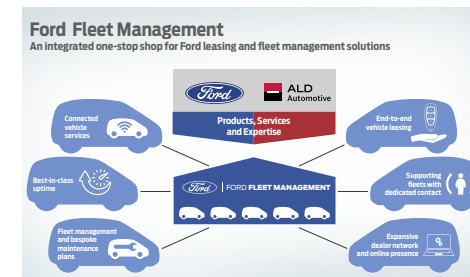 Ford Fleet Management
An integrated one-stop shop for Ford leasing and fleet management solutions
Ford
ALD
Automotive
Products, Services
and Expertise
Connected
vehicle
services
End-to-end
vehicle leasing
Best-in-class
uptime
Ford
FORD FLEET MANAGEMENT
Supporting
fleets with
dedicated contact
Fleet management
and bespoke
maintenance
plans
Expansive
dealer network
and online presence